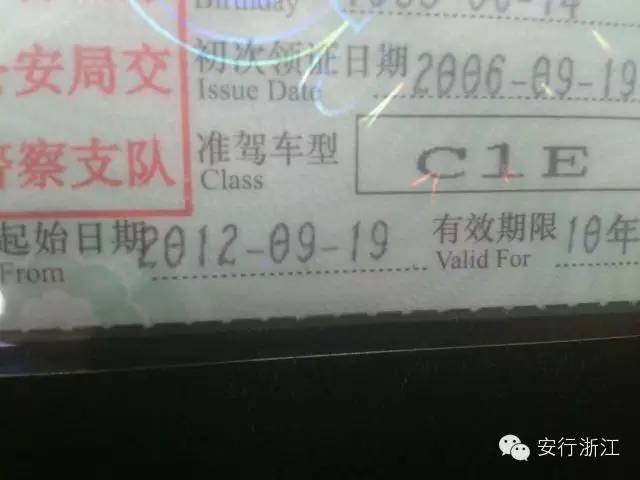 Birthday
初次领证日期 2006-09-19
Issue Date
安局交
准驾车型 C1E
Class
警察支队
起始日期 2012-09-19 有效期限 10年
From Valid For
安行浙江